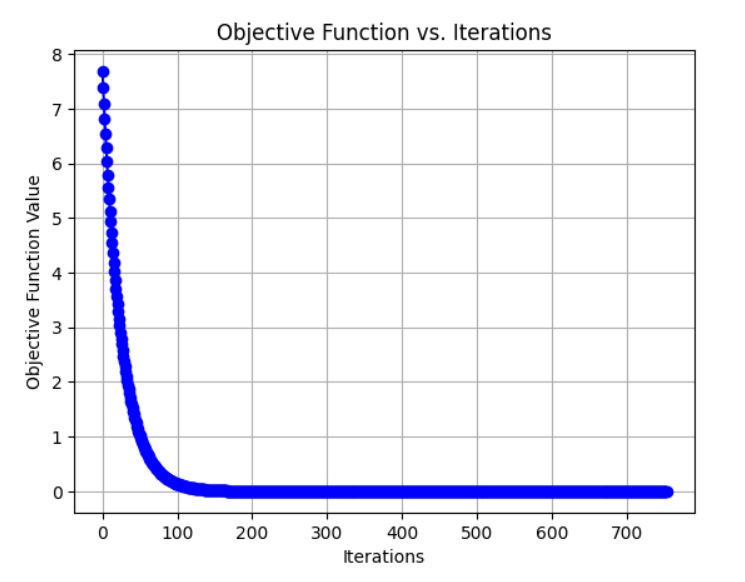 Objective Function vs. Iterations
8
7
6
5
4
3
2
1
0
Objective Function Value
0 100 200 300 400 500 600 700
Iterations